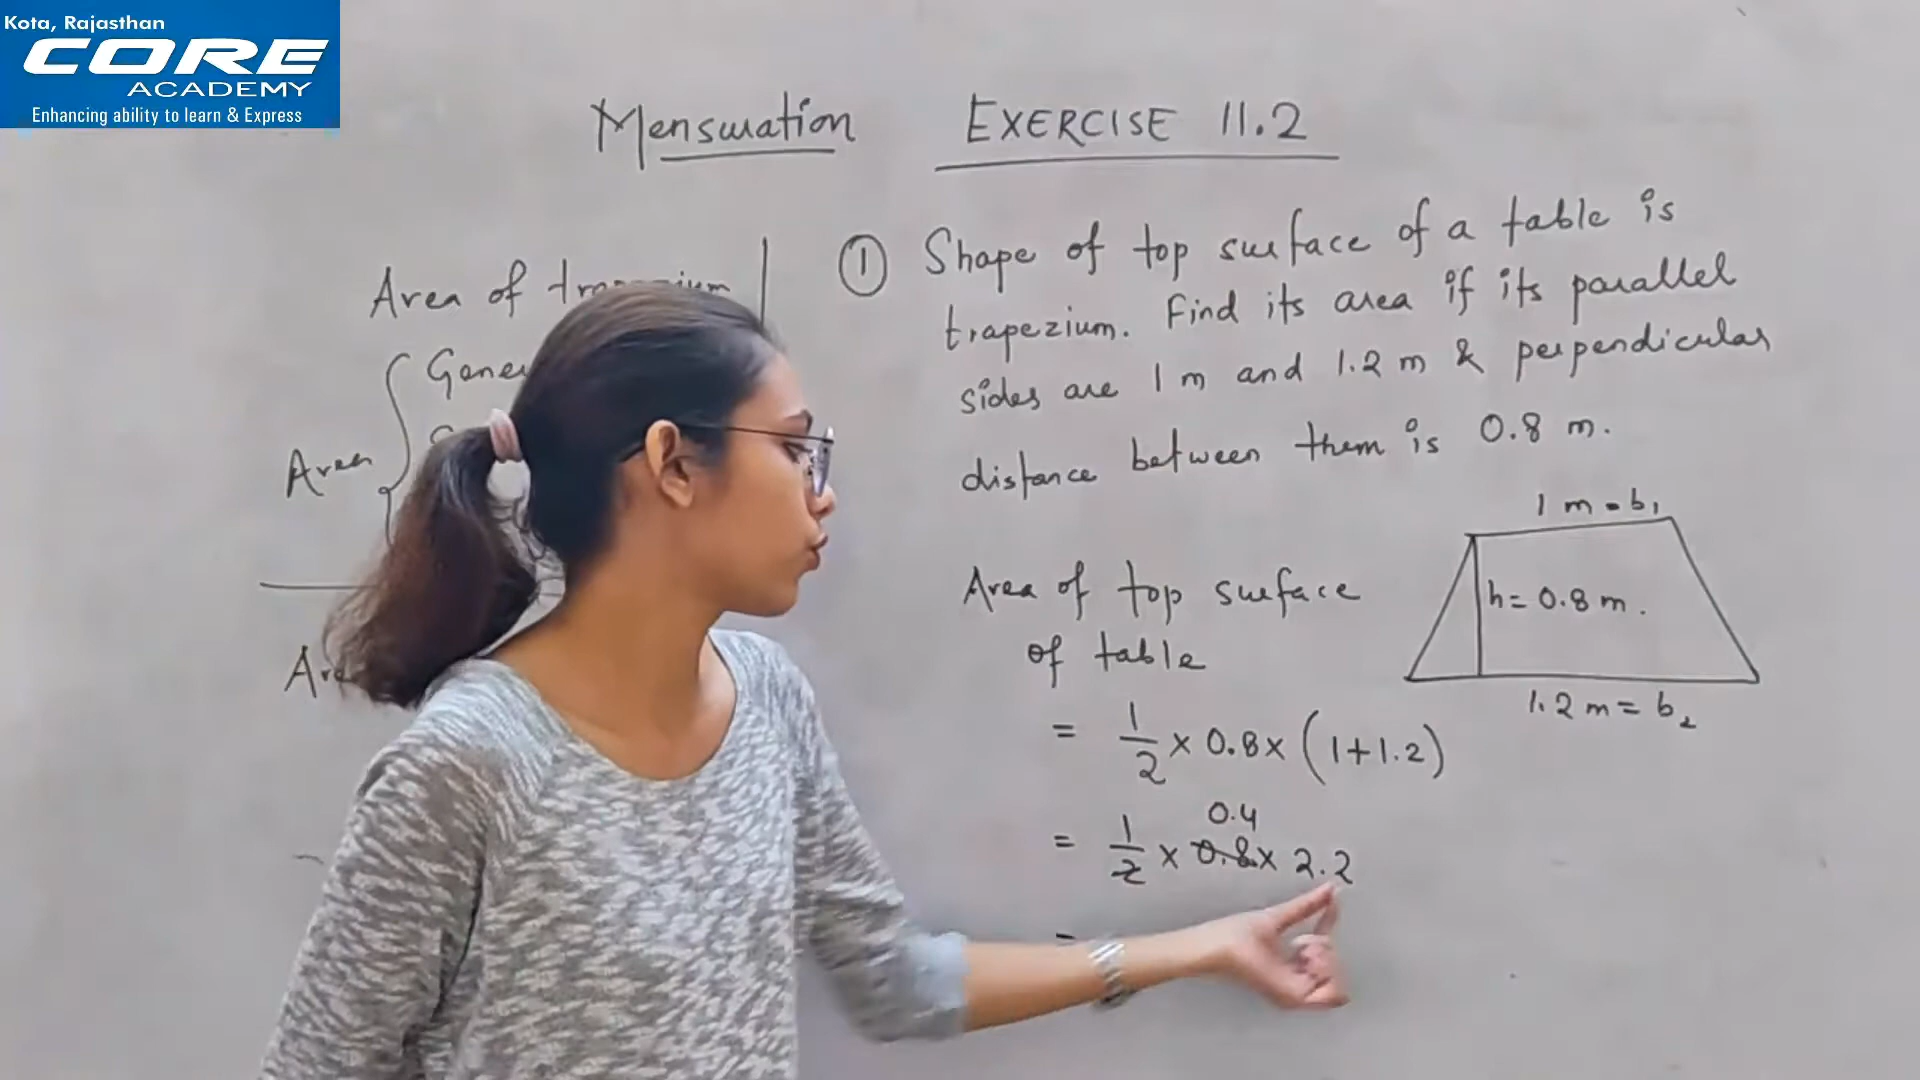 Kota, Rajasthan
CORE
ACADEMY
Enhancing ability to learn & Express
Mensuration EXERCISE 11.2
Area of
Area
① Shape of top surface of a table is
trapezium. Find its area if its parallel
sides are 1 m and 1.2 m & perpendicular
distance between them is 0.8 m.
1 m = b₁
h = 0.8 m.
1.2 m = b₂
Area of top surface
of table
= 1/2 × 0.8 × (1+1.2)
0.4
= 1/2 × 0.8 × 2.2
=